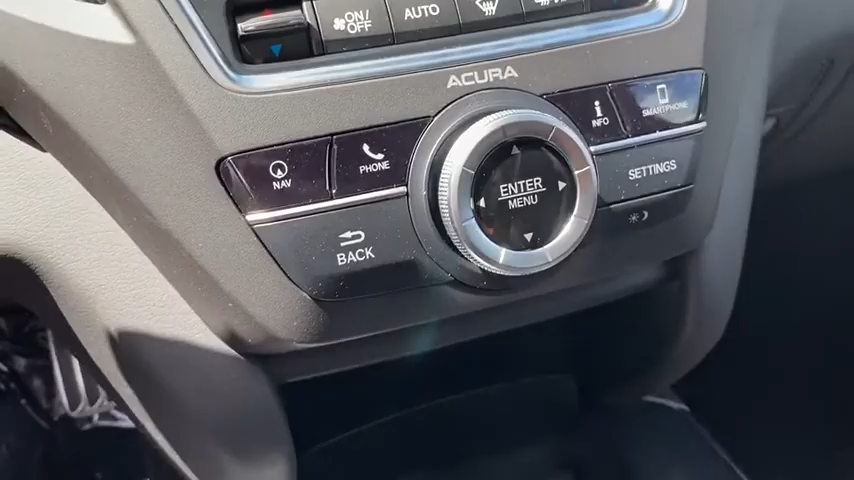 ON/
OFF
AUTO
ACURA
NAV
PHONE
BACK
ENTER
MENU
INFO
SMARTPHONE
SETTINGS